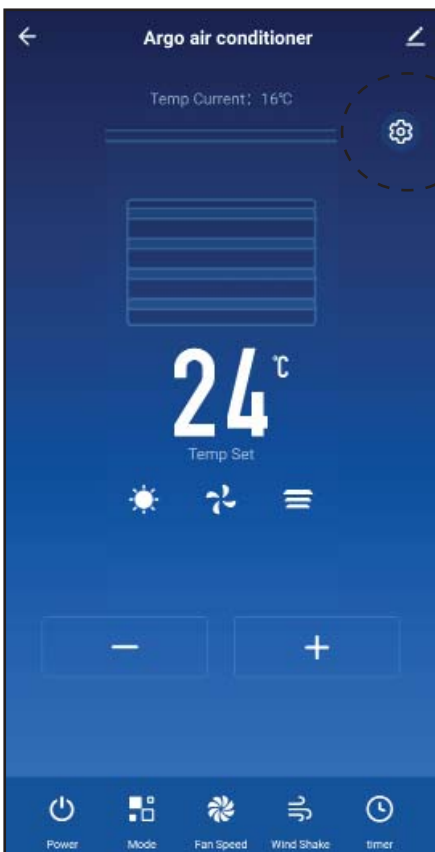 Argo air conditioner
Temp Current: 16℃
24 ℃
Temp Set
Power Mode Fan Speed Wind Shake timer